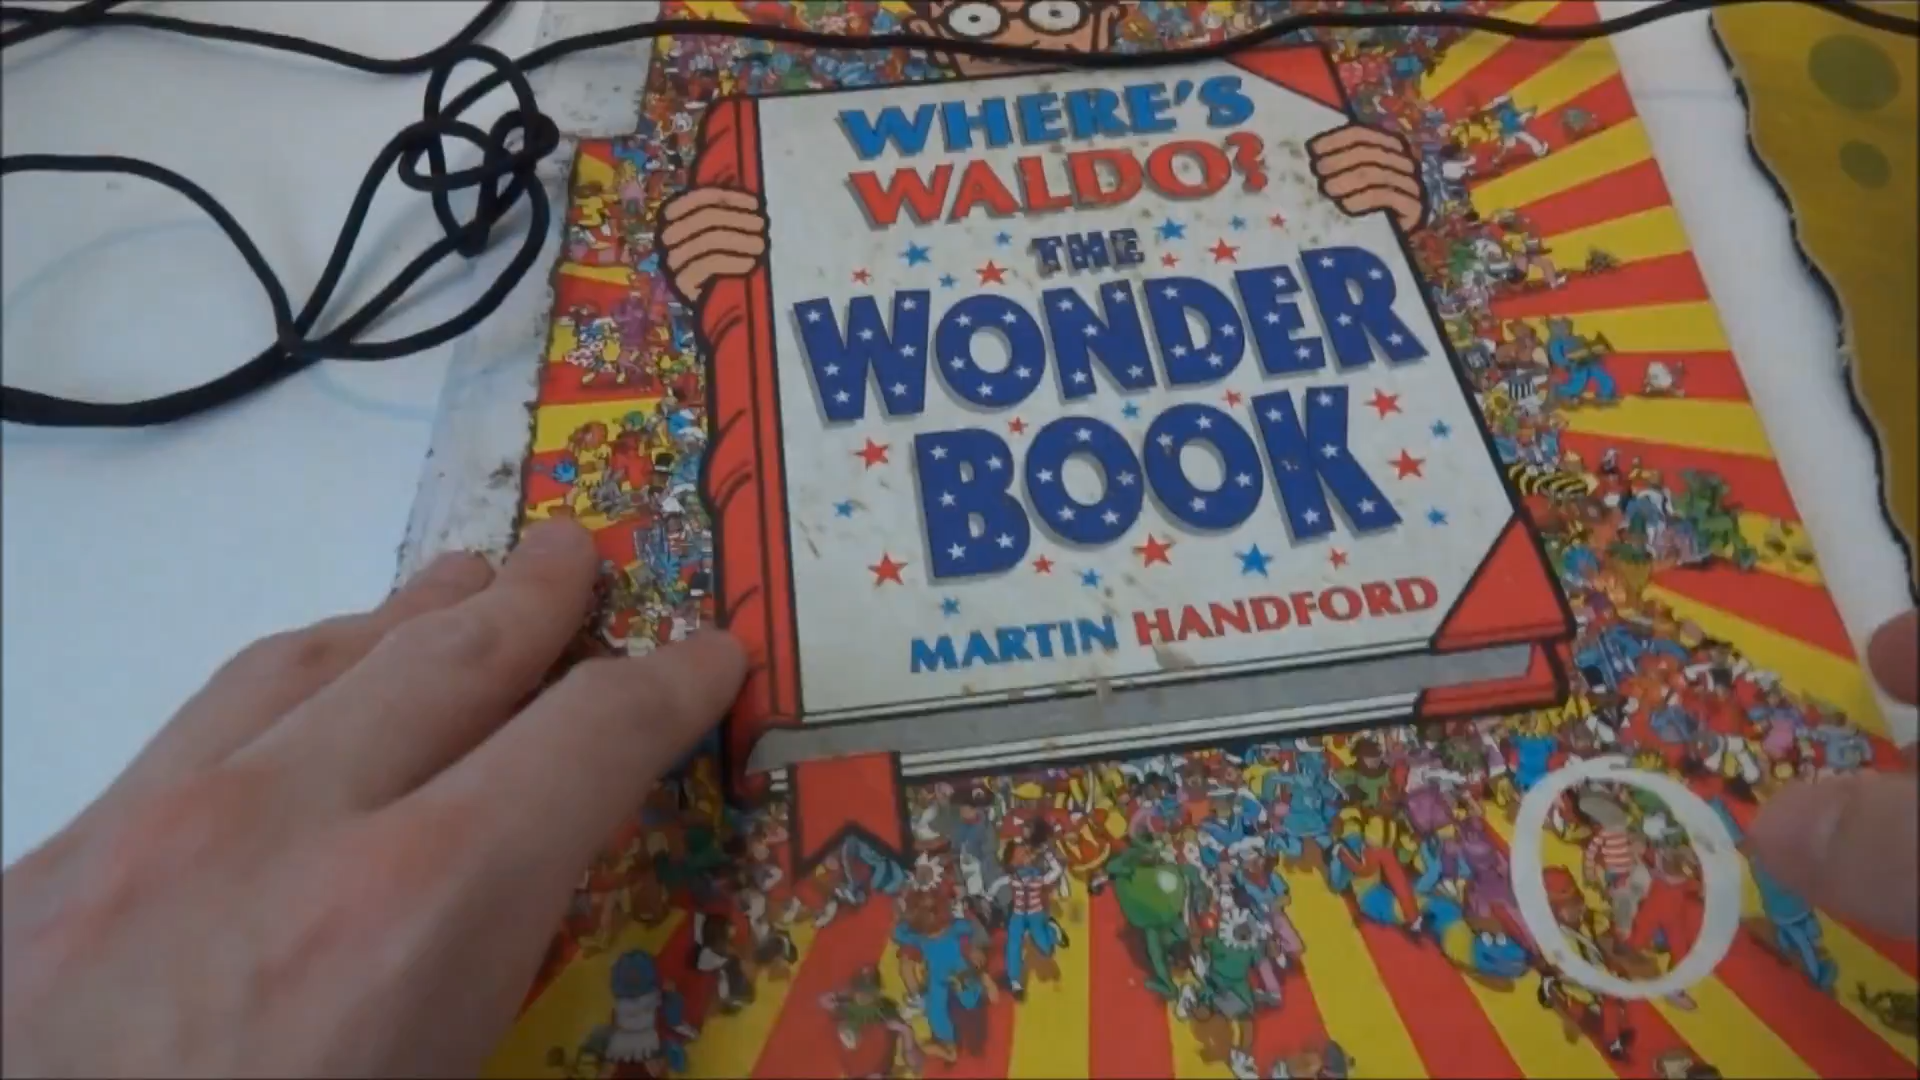 WHERE'S
WALDO?
THE
WONDER
BOOK
MARTIN HANDFORD